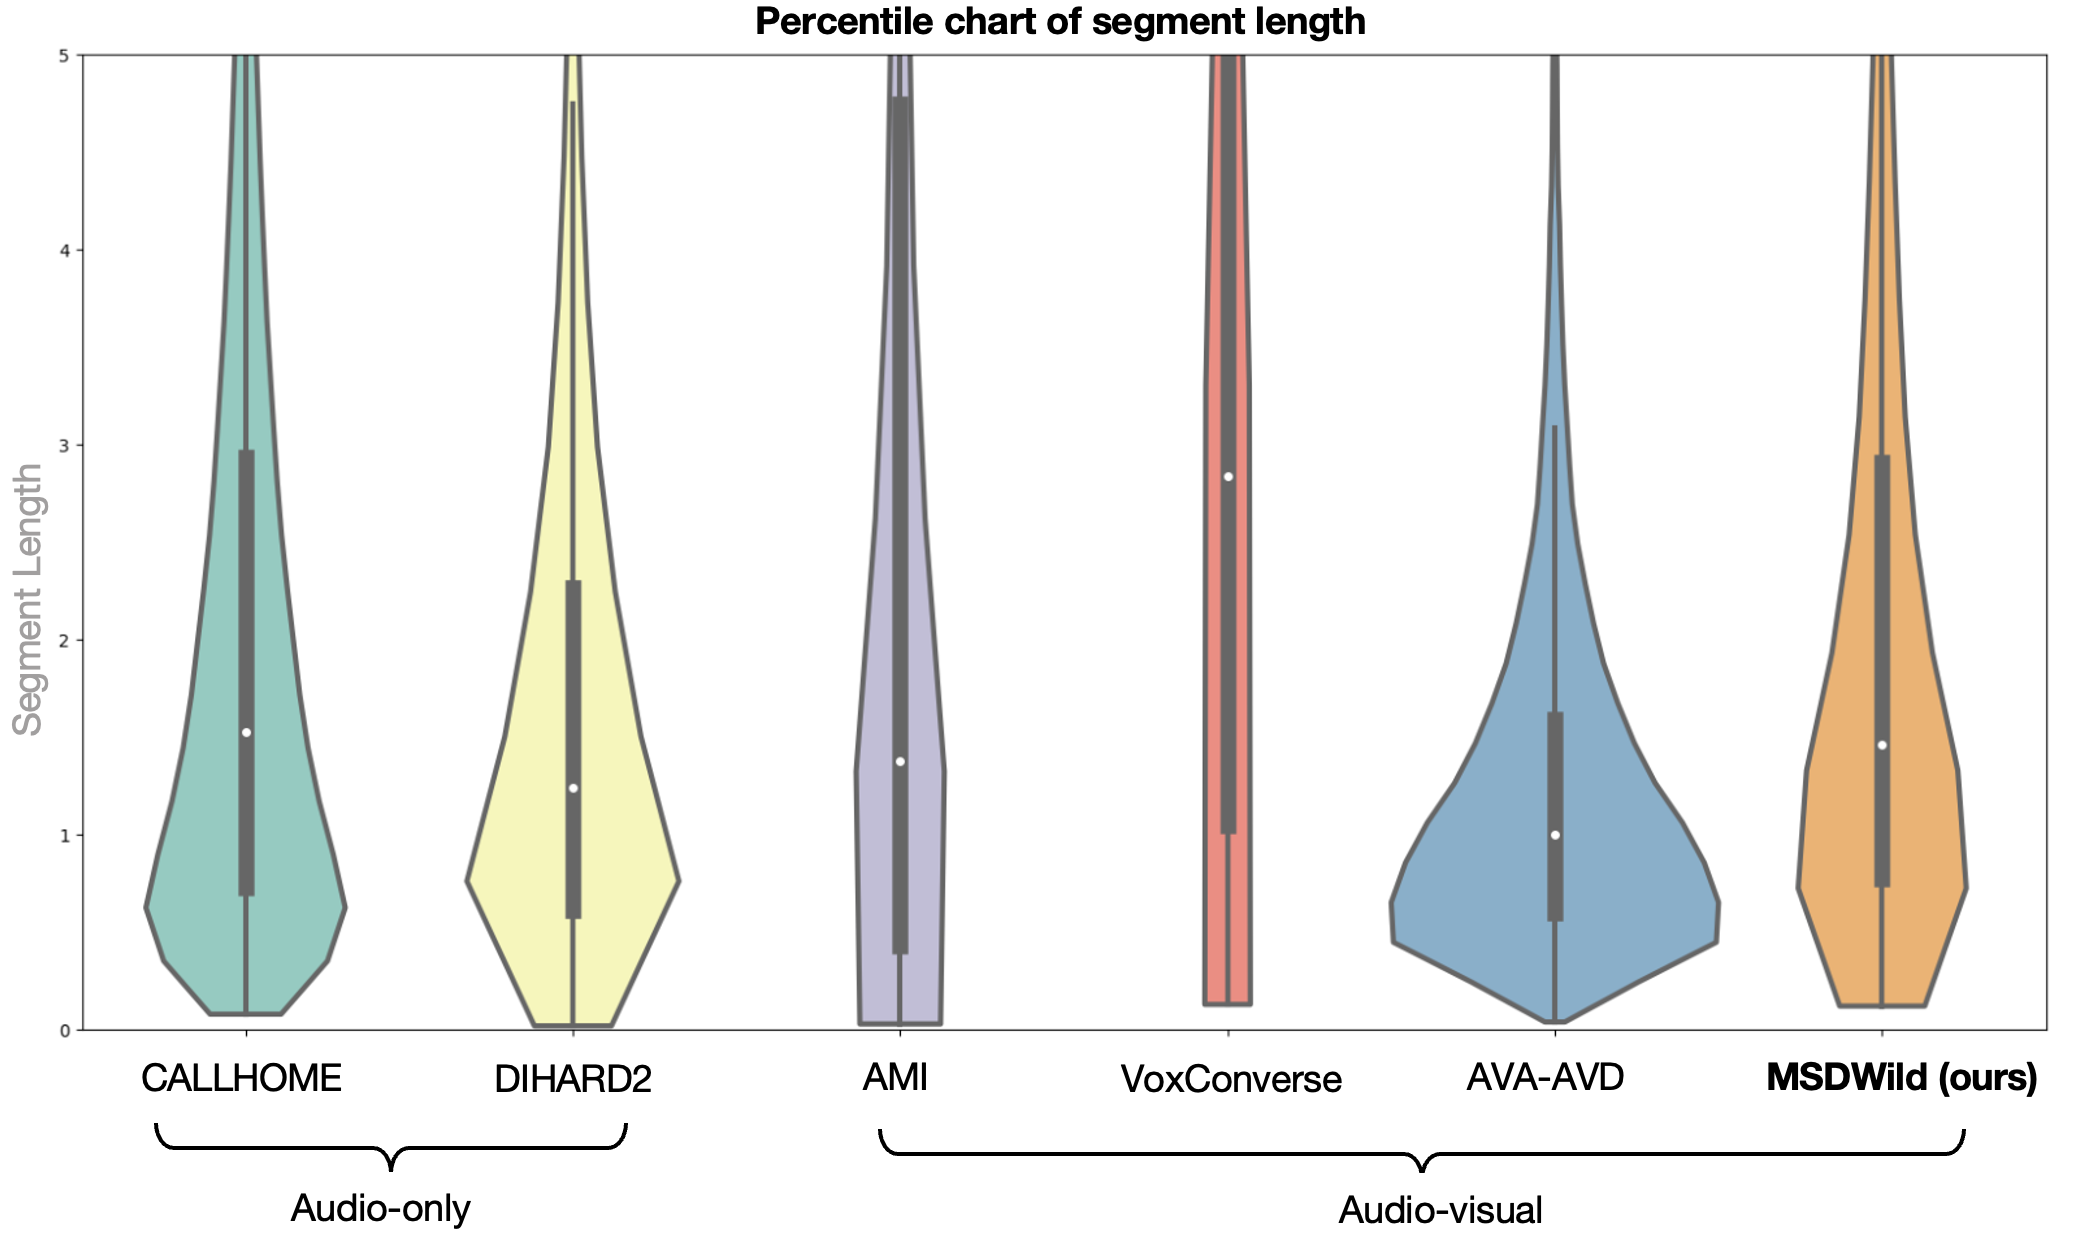 Percentile chart of segment length
5
4
3
2
1
0
Segment Length
CALLHOME DIHARD2 AMI VoxConverse AVA-AVD MSDWild (ours)
Audio-only Audio-visual